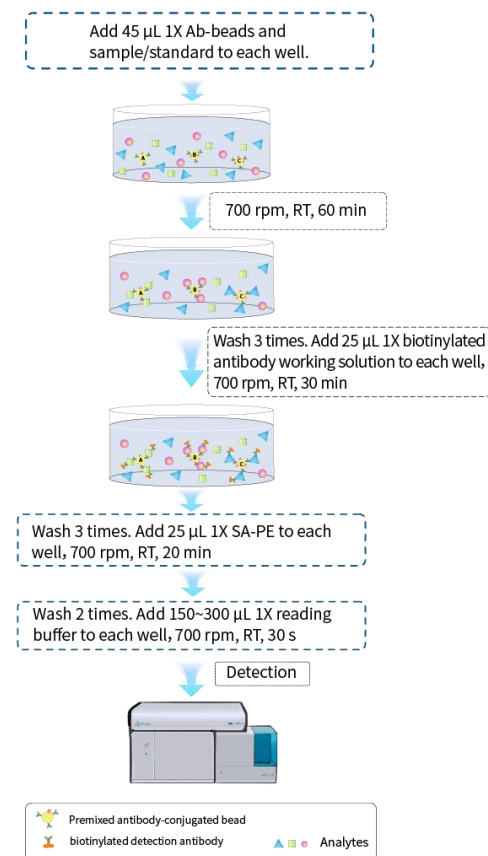 Add 45 μL 1X Ab-beads and
sample/standard to each well.
A
B
C
700 rpm, RT, 60 min
A
B
C
Wash 3 times. Add 25 μL 1X biotinylated
antibody working solution to each well,
700 rpm, RT, 30 min
A
B
C
Wash 3 times. Add 25 μL 1X SA-PE to each
well, 700 rpm, RT, 20 min
Wash 2 times. Add 150~300 μL 1X reading
buffer to each well, 700 rpm, RT, 30 s
Detection
Premixed antibody-conjugated bead
biotinylated detection antibody
Analytes